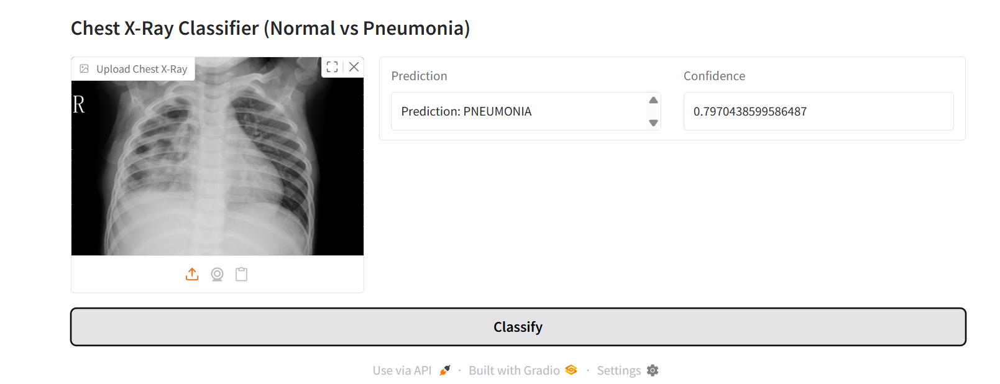 Chest X-Ray Classifier (Normal vs Pneumonia)
Upload Chest X-Ray
R
Prediction
Prediction: PNEUMONIA
Confidence
0.7970438599586487
Classify
Use via API · Built with Gradio · Settings